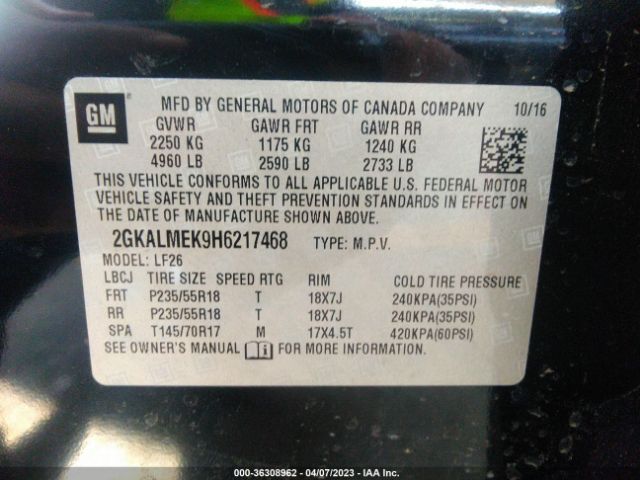 GM
MFD BY GENERAL MOTORS OF CANADA COMPANY 10/16
GVWR GAWR FRT GAWR RR
2250 KG 1175 KG 1240 KG
4960 LB 2590 LB 2733 LB
THIS VEHICLE CONFORMS TO ALL APPLICABLE U.S. FEDERAL MOTOR
VEHICLE SAFETY AND THEFT PREVENTION STANDARDS IN EFFECT ON
THE DATE OF MANUFACTURE SHOWN ABOVE.
2GKALMEK9H6217468 TYPE: M.P.V.
MODEL: LF26
LBCJ TIRE SIZE SPEED RTG RIM COLD TIRE PRESSURE
FRT P235/55R18 T 18X7J 240KPA(35PSI)
RR P235/55R18 T 18X7J 240KPA(35PSI)
SPA T145/70R17 M 17X4.5T 420KPA(60PSI)
SEE OWNER'S MANUAL FOR MORE INFORMATION.
000-36308962 - 04/07/2023 - IAA Inc.